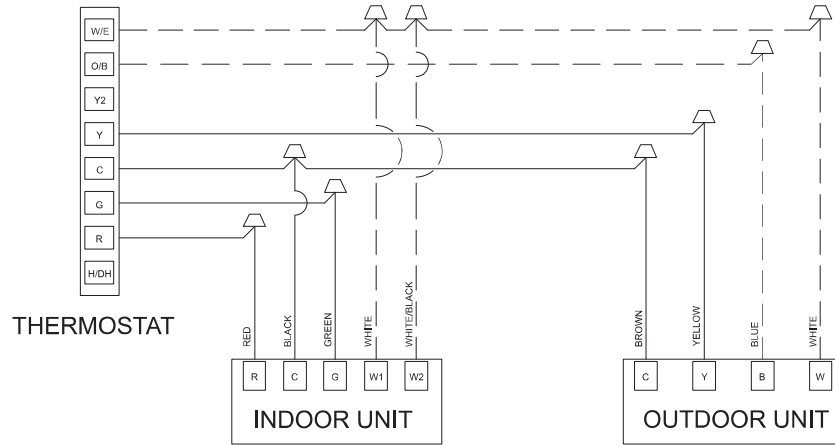 W/E
O/B
Y2
Y
C
G
R
H/DH
THERMOSTAT
RED
BLACK
GREEN
WHITE
WHITE/BLACK
BROWN
YELLOW
BLUE
WHITE
R
C
G
W1
W2
C
Y
B
W
INDOOR UNIT
OUTDOOR UNIT